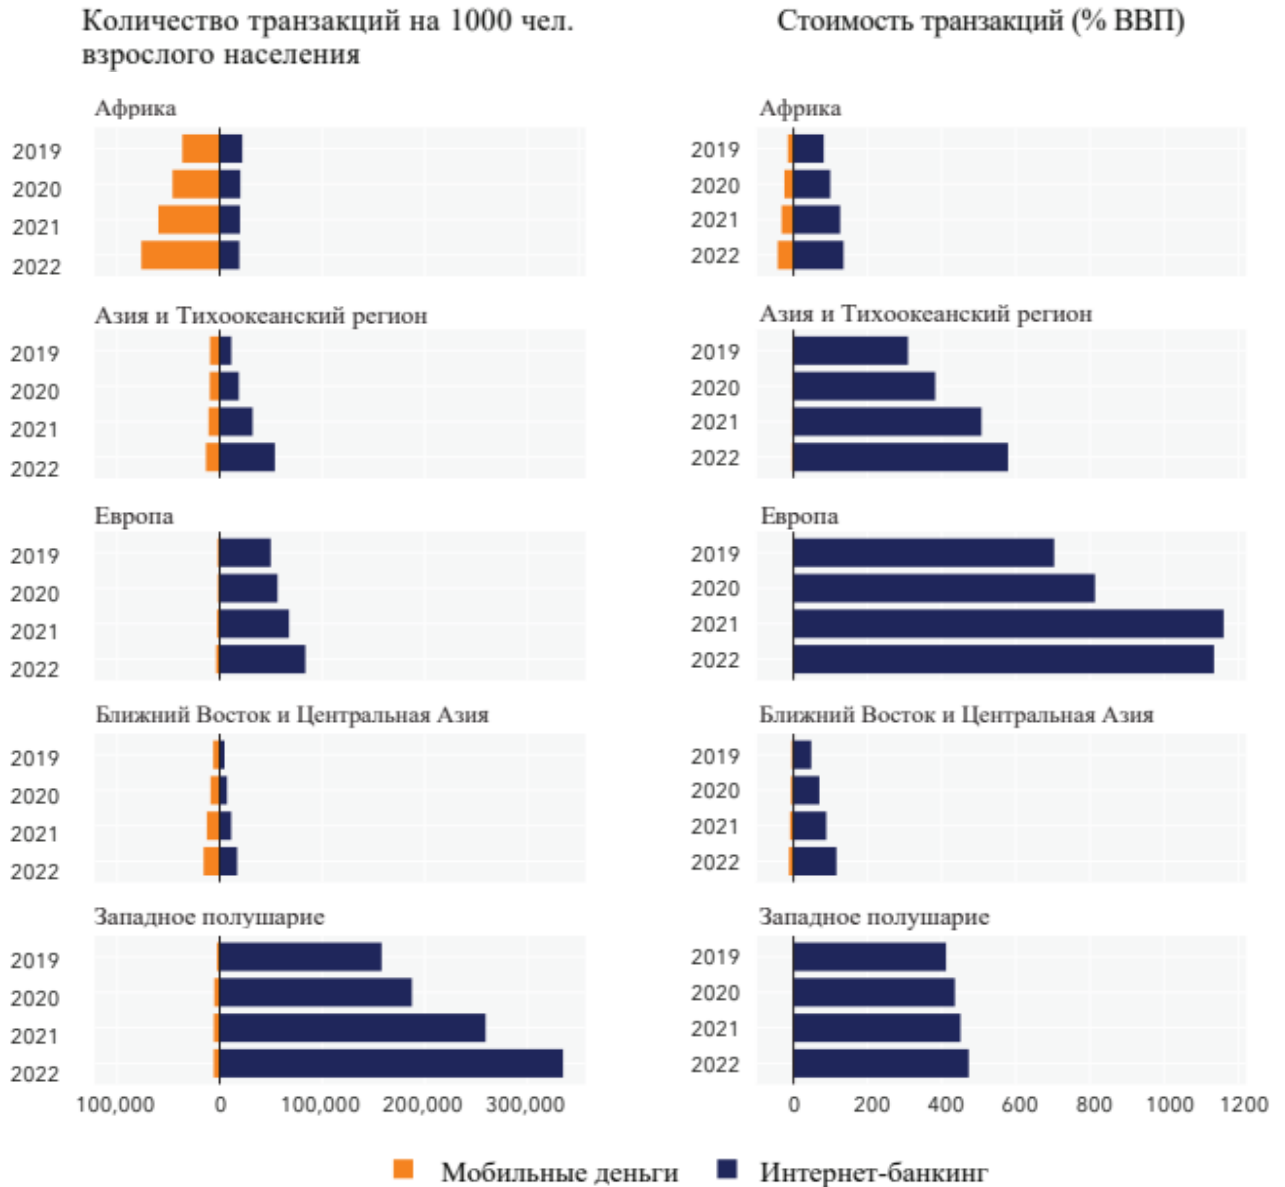 Количество транзакций на 1000 чел.
взрослого населения
Африка
2019
2020
2021
2022
Азия и Тихоокеанский регион
2019
2020
2021
2022
Европа
2019
2020
2021
2022
Ближний Восток и Центральная Азия
2019
2020
2021
2022
Западное полушарие
2019
2020
2021
2022
100,000 0 100,000 200,000 300,000
Стоимость транзакций (% ВВП)
Африка
2019
2020
2021
2022
Азия и Тихоокеанский регион
2019
2020
2021
2022
Европа
2019
2020
2021
2022
Ближний Восток и Центральная Азия
2019
2020
2021
2022
Западное полушарие
2019
2020
2021
2022
0 200 400 600 800 1000 1200
Мобильные деньги Интернет-банкинг